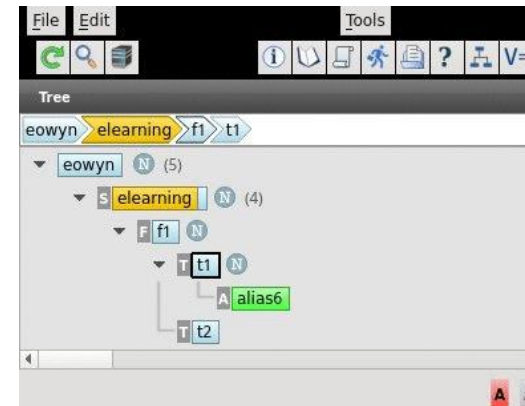 File Edit Tools
i ? V=
Tree
eowyn elearning f1 t1
eowyn N (5)
S elearning N (4)
F f1 N
T t1 N
A alias6
T t2
A